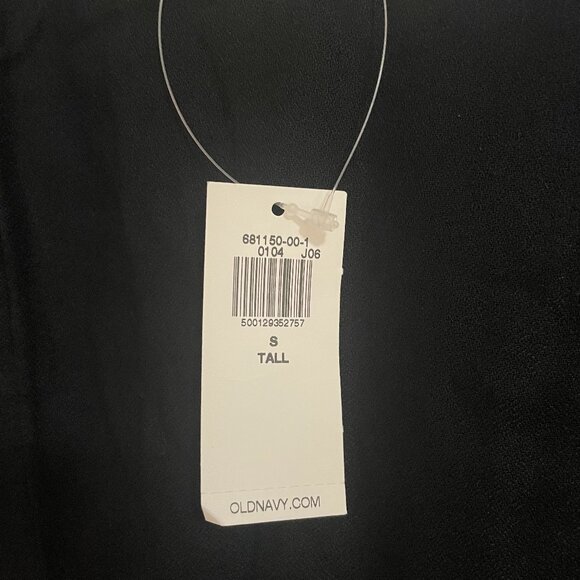 681150-00-1
0104 J06
500129352757
S
TALL
OLDNAVY.COM